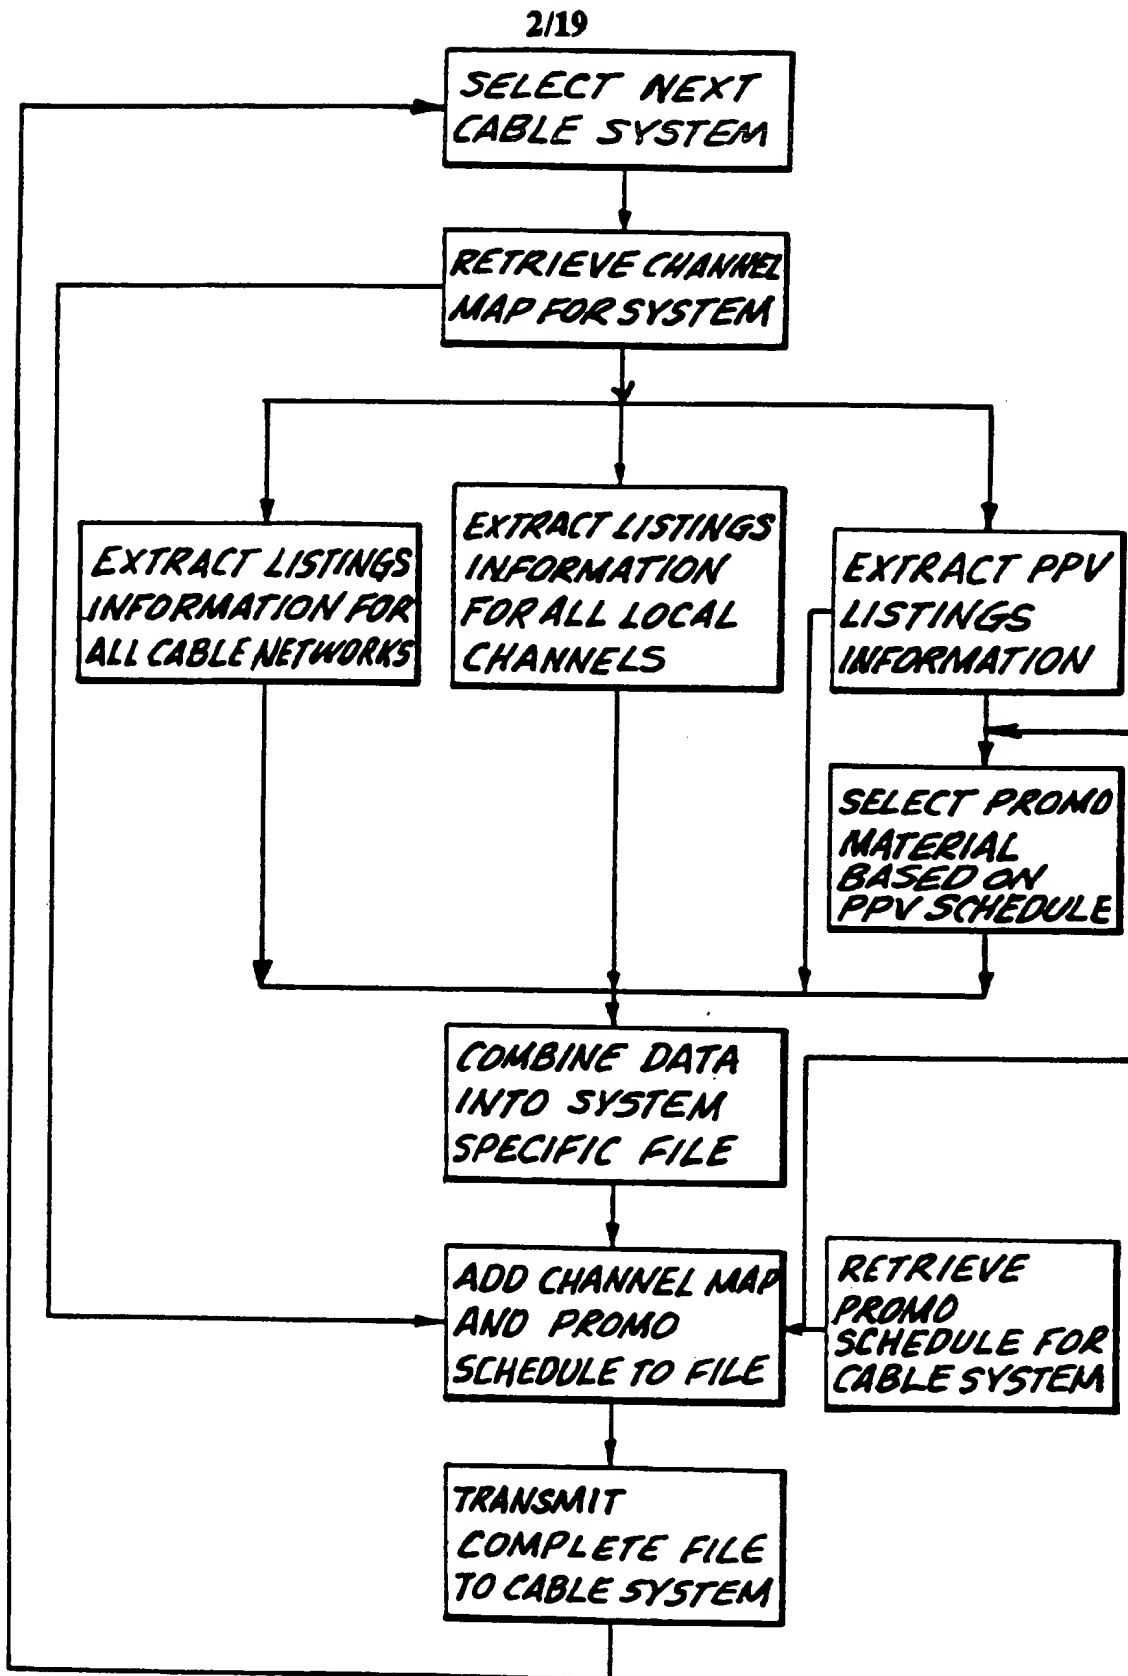 2/19
SELECT NEXT
CABLE SYSTEM
RETRIEVE CHANNEL
MAP FOR SYSTEM
EXTRACT LISTINGS
INFORMATION FOR
ALL CABLE NETWORKS
EXTRACT LISTINGS
INFORMATION
FOR ALL LOCAL
CHANNELS
EXTRACT PPV
LISTINGS
INFORMATION
SELECT PROMO
MATERIAL
BASED ON
PPV SCHEDULE
COMBINE DATA
INTO SYSTEM
SPECIFIC FILE
ADD CHANNEL MAP
AND PROMO
SCHEDULE TO FILE
RETRIEVE
PROMO
SCHEDULE FOR
CABLE SYSTEM
TRANSMIT
COMPLETE FILE
TO CABLE SYSTEM